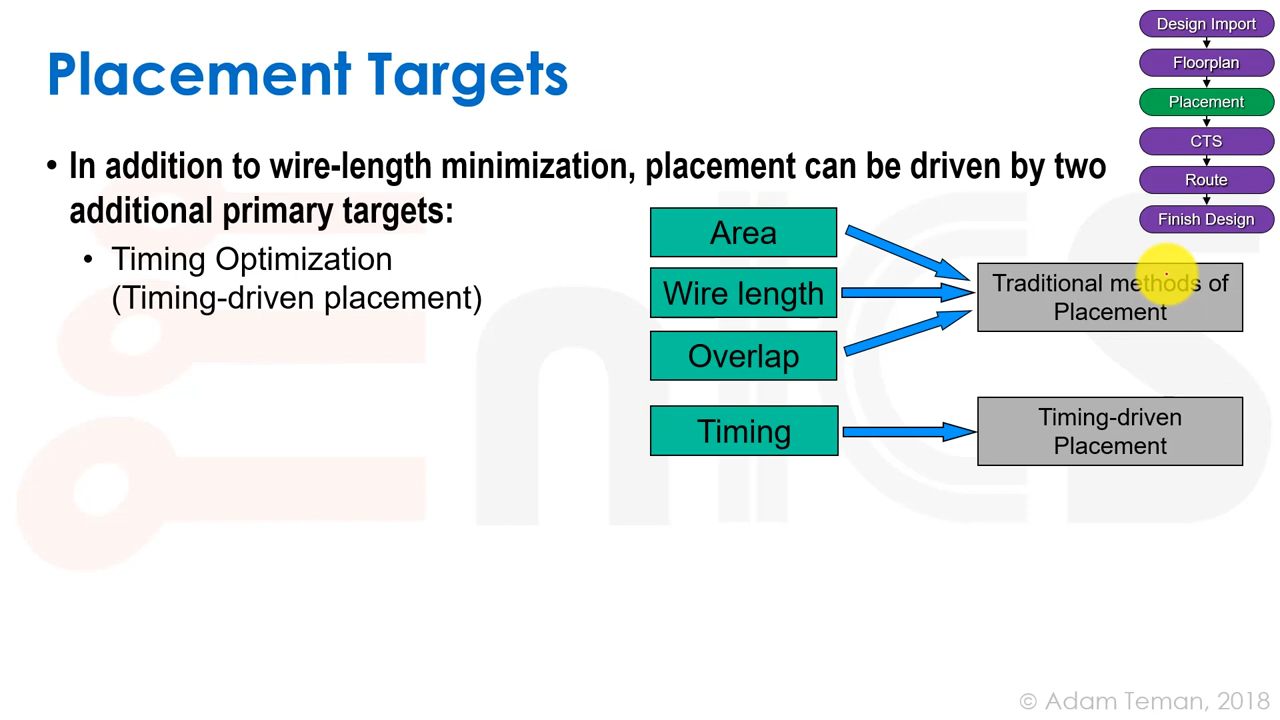 Placement Targets
Design Import
Floorplan
Placement
CTS
Route
Finish Design
• In addition to wire-length minimization, placement can be driven by two
additional primary targets:
• Timing Optimization
(Timing-driven placement)
Area
Wire length
Overlap
Timing
Traditional methods of
Placement
Timing-driven
Placement
nICS
© Adam Teman, 2018